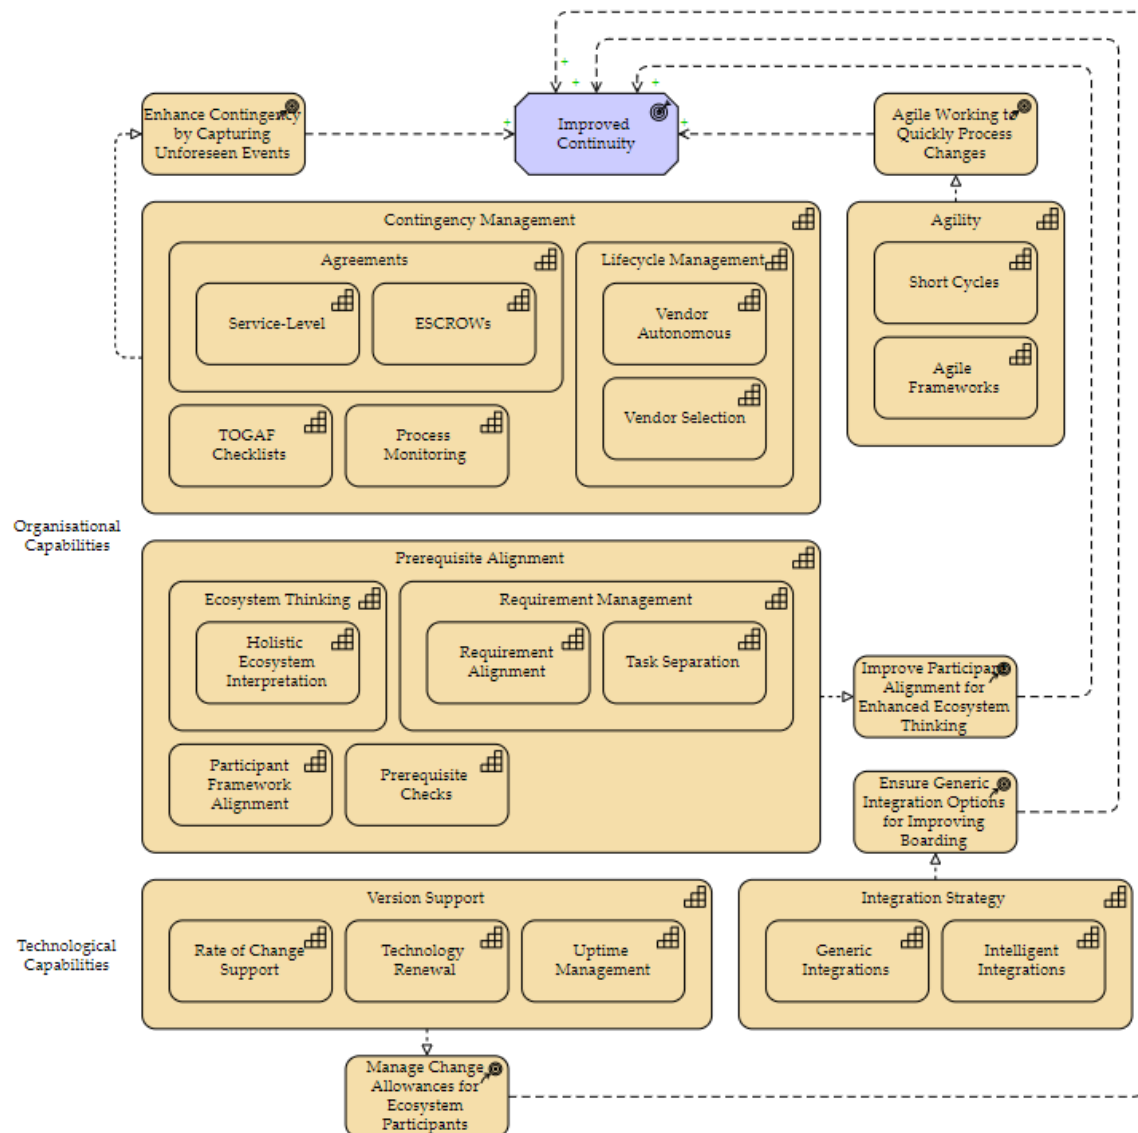 +
+
+
Enhance Contingency
by Capturing
Unforeseen Events
+
Improved
Continuity
+
Agile Working to
Quickly Process
Changes
Contingency Management
Agreements
Service-Level
ESCROWs
Lifecycle Management
Vendor
Autonomous
Vendor Selection
TOGAF
Checklists
Process
Monitoring
Agility
Short Cycles
Agile
Frameworks
Organisational
Capabilities
Prerequisite Alignment
Ecosystem Thinking
Holistic
Ecosystem
Interpretation
Requirement Management
Requirement
Alignment
Task Separation
Participant
Framework
Alignment
Prerequisite
Checks
Improve Participant
Alignment for
Enhanced Ecosystem
Thinking
Ensure Generic
Integration Options
for Improving
Boarding
Technological
Capabilities
Version Support
Rate of Change
Support
Technology
Renewal
Uptime
Management
Integration Strategy
Generic
Integrations
Intelligent
Integrations
Manage Change
Allowances for
Ecosystem
Participants